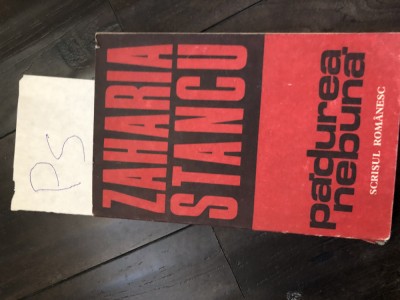 PS
ZAHARIA
STANCU
pădurea
nebună
SCRISUL ROMÂNESC